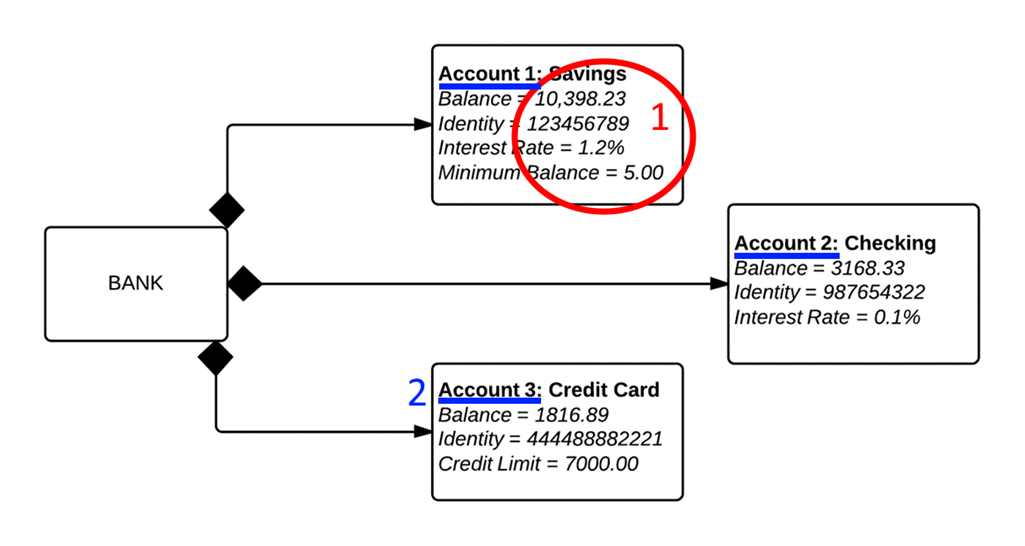 Account 1: Savings
Balance = 10,398.23
Identity = 123456789
1
Interest Rate = 1.2%
Minimum Balance = 5.00
BANK
Account 2: Checking
Balance = 3168.33
Identity = 987654322
Interest Rate = 0.1%
2
Account 3: Credit Card
Balance = 1816.89
Identity = 444488882221
Credit Limit = 7000.00